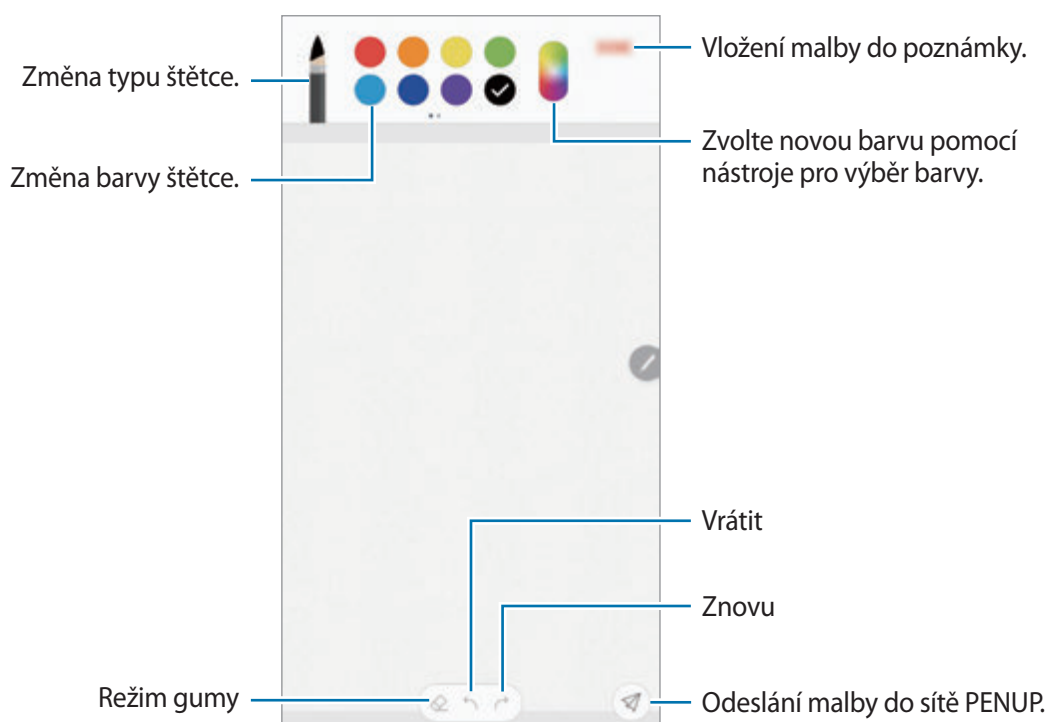 Změna typu štětce.
Vložení malby do poznámky.
Změna barvy štětce.
Zvolte novou barvu pomocí
nástroje pro výběr barvy.
Vrátit
Znovu
Režim gumy
Odeslání malby do sítě PENUP.